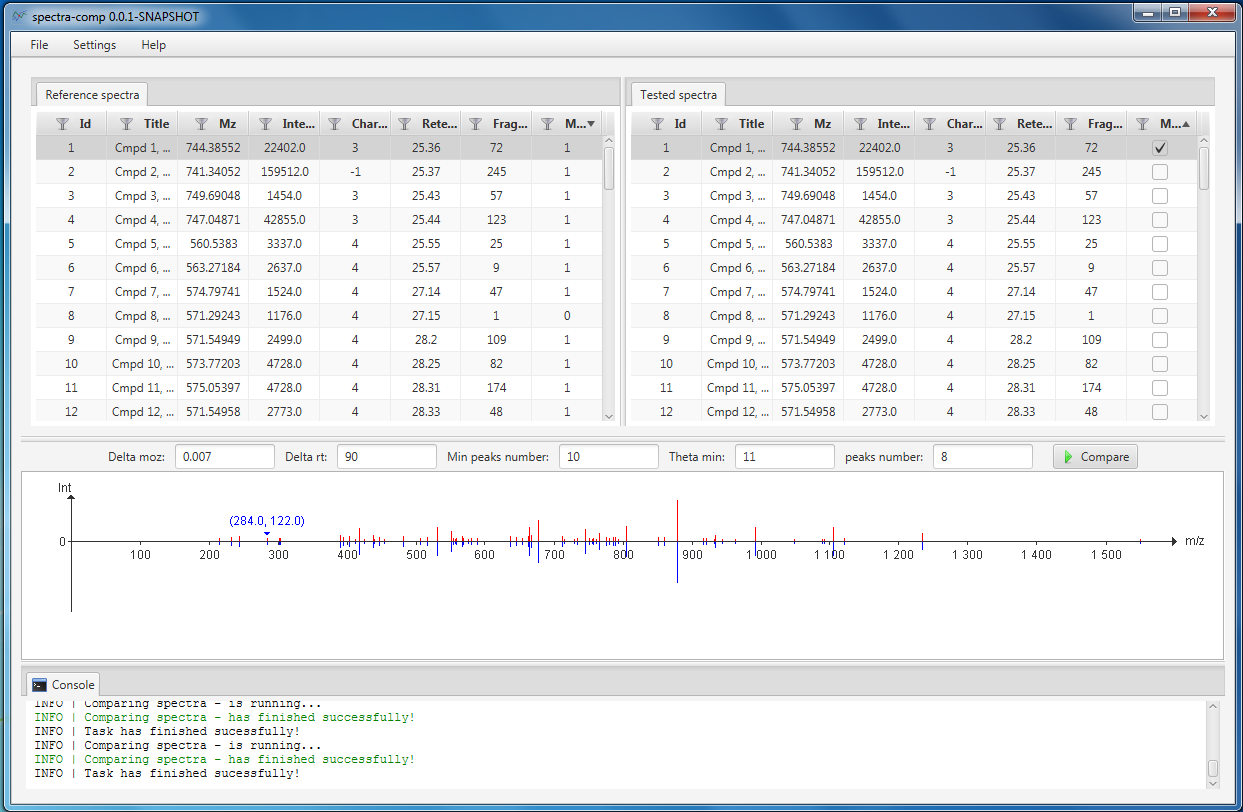 spectra-comp 0.0.1-SNAPSHOT
File Settings Help
Reference spectra
Id Title Mz Inte... Char... Rete... Frag... M...
1 Cmpd 1, ... 744.38552 22402.0 3 25.36 72 1
2 Cmpd 2, ... 741.34052 159512.0 -1 25.37 245 1
3 Cmpd 3, ... 749.69048 1454.0 3 25.43 57 1
4 Cmpd 4, ... 747.04871 42855.0 3 25.44 123 1
5 Cmpd 5, ... 560.5383 3337.0 4 25.55 25 1
6 Cmpd 6, ... 563.27184 2637.0 4 25.57 9 1
7 Cmpd 7, ... 574.79741 1524.0 4 27.14 47 1
8 Cmpd 8, ... 571.29243 1176.0 4 27.15 1 0
9 Cmpd 9, ... 571.54949 2499.0 4 28.2 109 1
10 Cmpd 10, ... 573.77203 4728.0 4 28.25 82 1
11 Cmpd 11, ... 575.05397 4728.0 4 28.31 174 1
12 Cmpd 12, ... 571.54958 2773.0 4 28.33 48 1
Tested spectra
Id Title Mz Inte... Char... Rete... Frag... M...
1 Cmpd 1, ... 744.38552 22402.0 3 25.36 72
2 Cmpd 2, ... 741.34052 159512.0 -1 25.37 245
3 Cmpd 3, ... 749.69048 1454.0 3 25.43 57
4 Cmpd 4, ... 747.04871 42855.0 3 25.44 123
5 Cmpd 5, ... 560.5383 3337.0 4 25.55 25
6 Cmpd 6, ... 563.27184 2637.0 4 25.57 9
7 Cmpd 7, ... 574.79741 1524.0 4 27.14 47
8 Cmpd 8, ... 571.29243 1176.0 4 27.15 1
9 Cmpd 9, ... 571.54949 2499.0 4 28.2 109
10 Cmpd 10, ... 573.77203 4728.0 4 28.25 82
11 Cmpd 11, ... 575.05397 4728.0 4 28.31 174
12 Cmpd 12, ... 571.54958 2773.0 4 28.33 48
Delta moz: 0.007 Delta rt: 90 Min peaks number: 10 Theta min: 11 peaks number: 8 Compare
Int
(284.0, 122.0)
0 m/z
100 200 300 400 500 600 700 800 900 1 000 1 100 1 200 1 300 1 400 1 500
Console
INFO | Comparing spectra - is running...
INFO | Comparing spectra - has finished successfully!
INFO | Task has finished sucessfully!
INFO | Comparing spectra - is running...
INFO | Comparing spectra - has finished successfully!
INFO | Task has finished sucessfully!